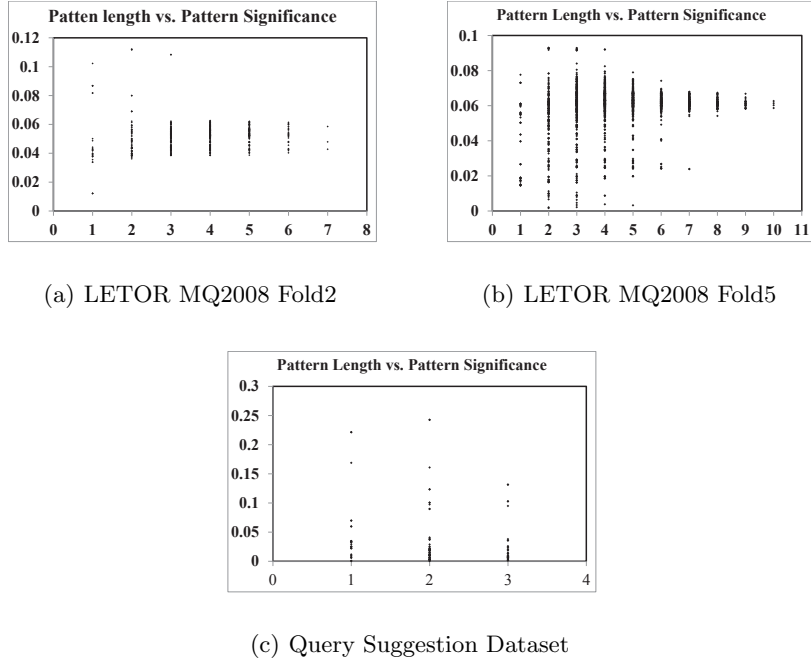 Patten length vs. Pattern Significance
0.12
0.1
0.08
0.06
0.04
0.02
0
0 1 2 3 4 5 6 7 8
(a) LETOR MQ2008 Fold2
Pattern Length vs. Pattern Significance
0.1
0.08
0.06
0.04
0.02
0
0 1 2 3 4 5 6 7 8 9 10 11
(b) LETOR MQ2008 Fold5
Pattern Length vs. Pattern Significance
0.3
0.25
0.2
0.15
0.1
0.05
0
0 1 2 3 4
(c) Query Suggestion Dataset